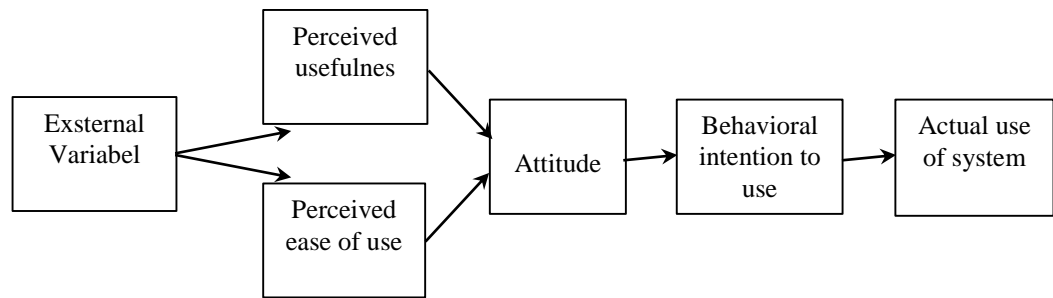 Exsternal
Variabel
Perceived
usefulnes
Perceived
ease of use
Attitude
Behavioral
intention to
use
Actual use
of system